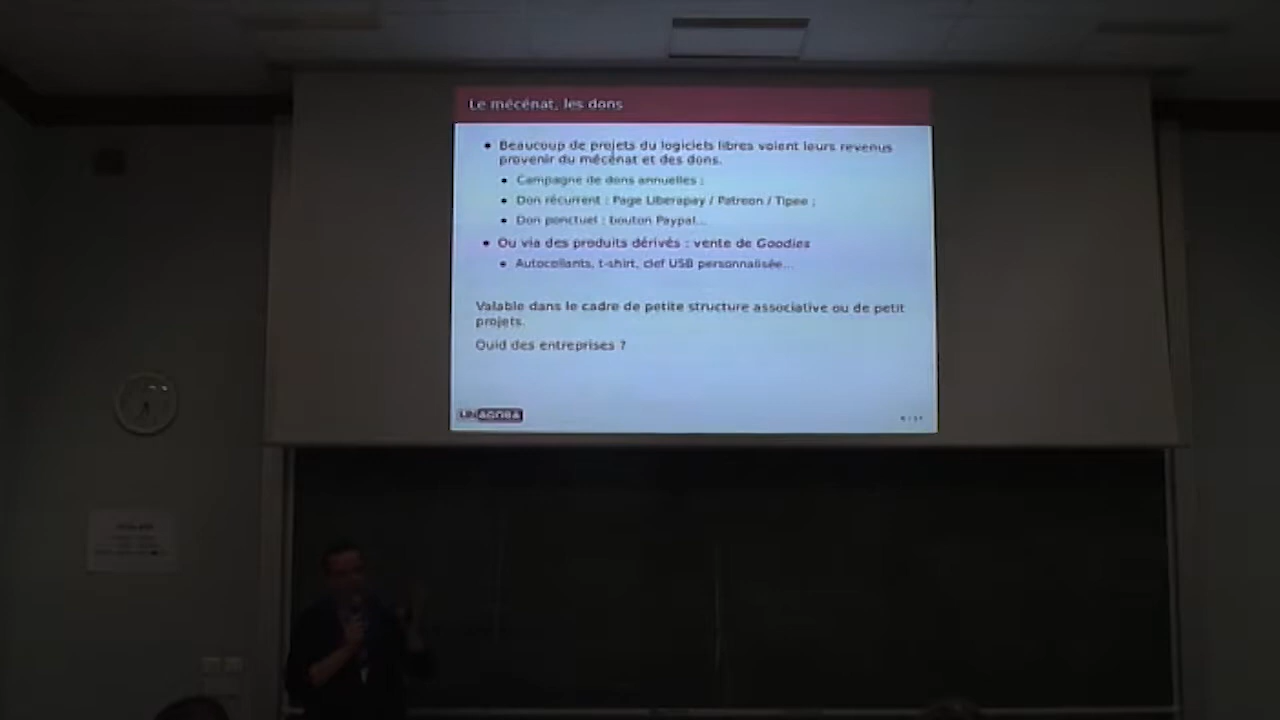 Le mécénat, les dons
Beaucoup de projets du logiciels libres voient leurs revenus
provenir du mécénat et des dons.
Campagne de dons annuelles ;
Don récurrent : Page Liberapay / Patreon / Tipee ;
Don ponctuel : bouton Paypal...
Ou via des produits dérivés : vente de Goodies
Autocollants, t-shirt, clef USB personnalisée...
Valable dans le cadre de petite structure associative ou de petit
projets.
Quid des entreprises ?
LINAGORA